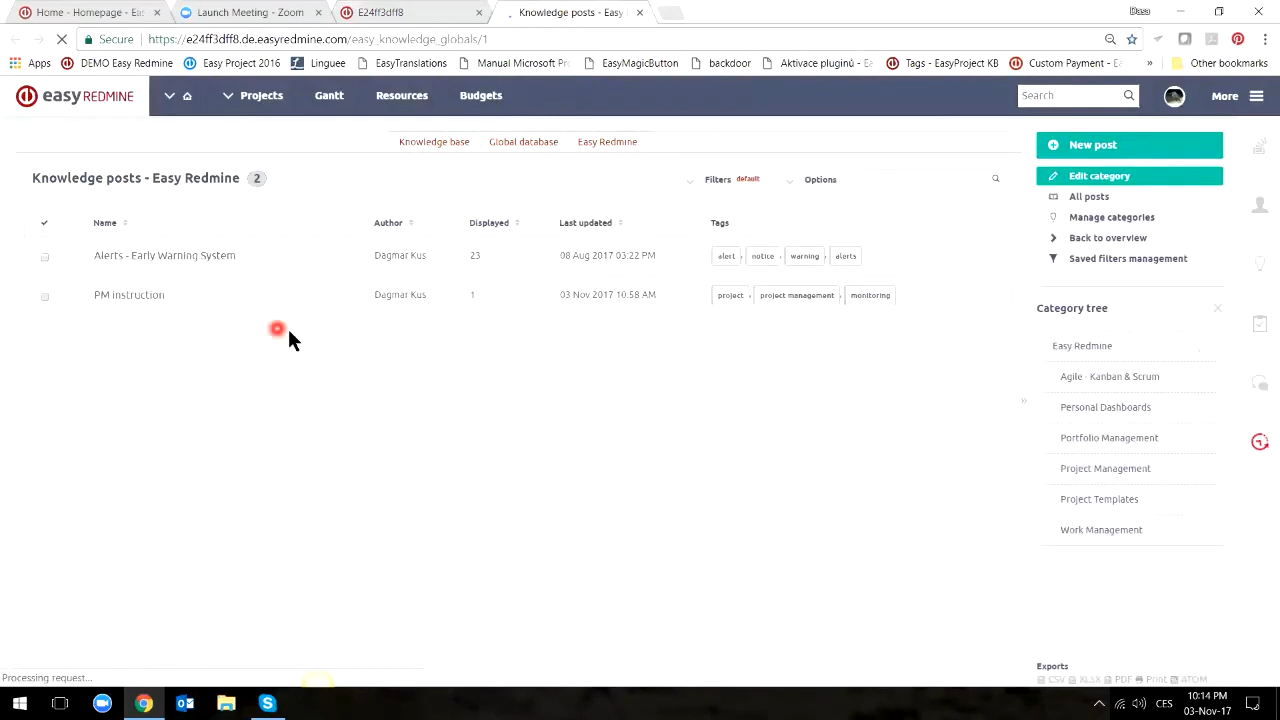 Home - Homepage - Eas
Launch Meeting - Zoom
E24ff3dff8
Knowledge posts - Easy
Secure
https://e24ff3dff8.de.easyredmine.com/easy_knowledge_globals/1
Apps
DEMO Easy Redmine
Easy Project 2016
Linguee
EasyTranslations
Manual Microsoft Pr
EasyMagicButton
backdoor
Aktivace pluginů - Ea
Tags - EasyProject KB
Custom Payment - Ea
»
Other bookmarks
easy REDMINE
Projects
Gantt
Resources
Budgets
Search
More
Knowledge base
Global database
Easy Redmine
Knowledge posts - Easy Redmine 2
Filters default
Options
Name
Author
Displayed
Last updated
Tags
Alerts - Early Warning System
Dagmar Kus
23
08 Aug 2017 03:22 PM
alert, notice, warning, alerts
PM instruction
Dagmar Kus
1
03 Nov 2017 10:58 AM
project, project management, monitoring
New post
Edit category
All posts
Manage categories
Back to overview
Saved filters management
Category tree
Easy Redmine
Agile - Kanban & Scrum
Personal Dashboards
Portfolio Management
Project Management
Project Templates
Work Management
Exports
CSV XLSX PDF Print ATOM
Processing request...
CES
10:14 PM
03-Nov-17